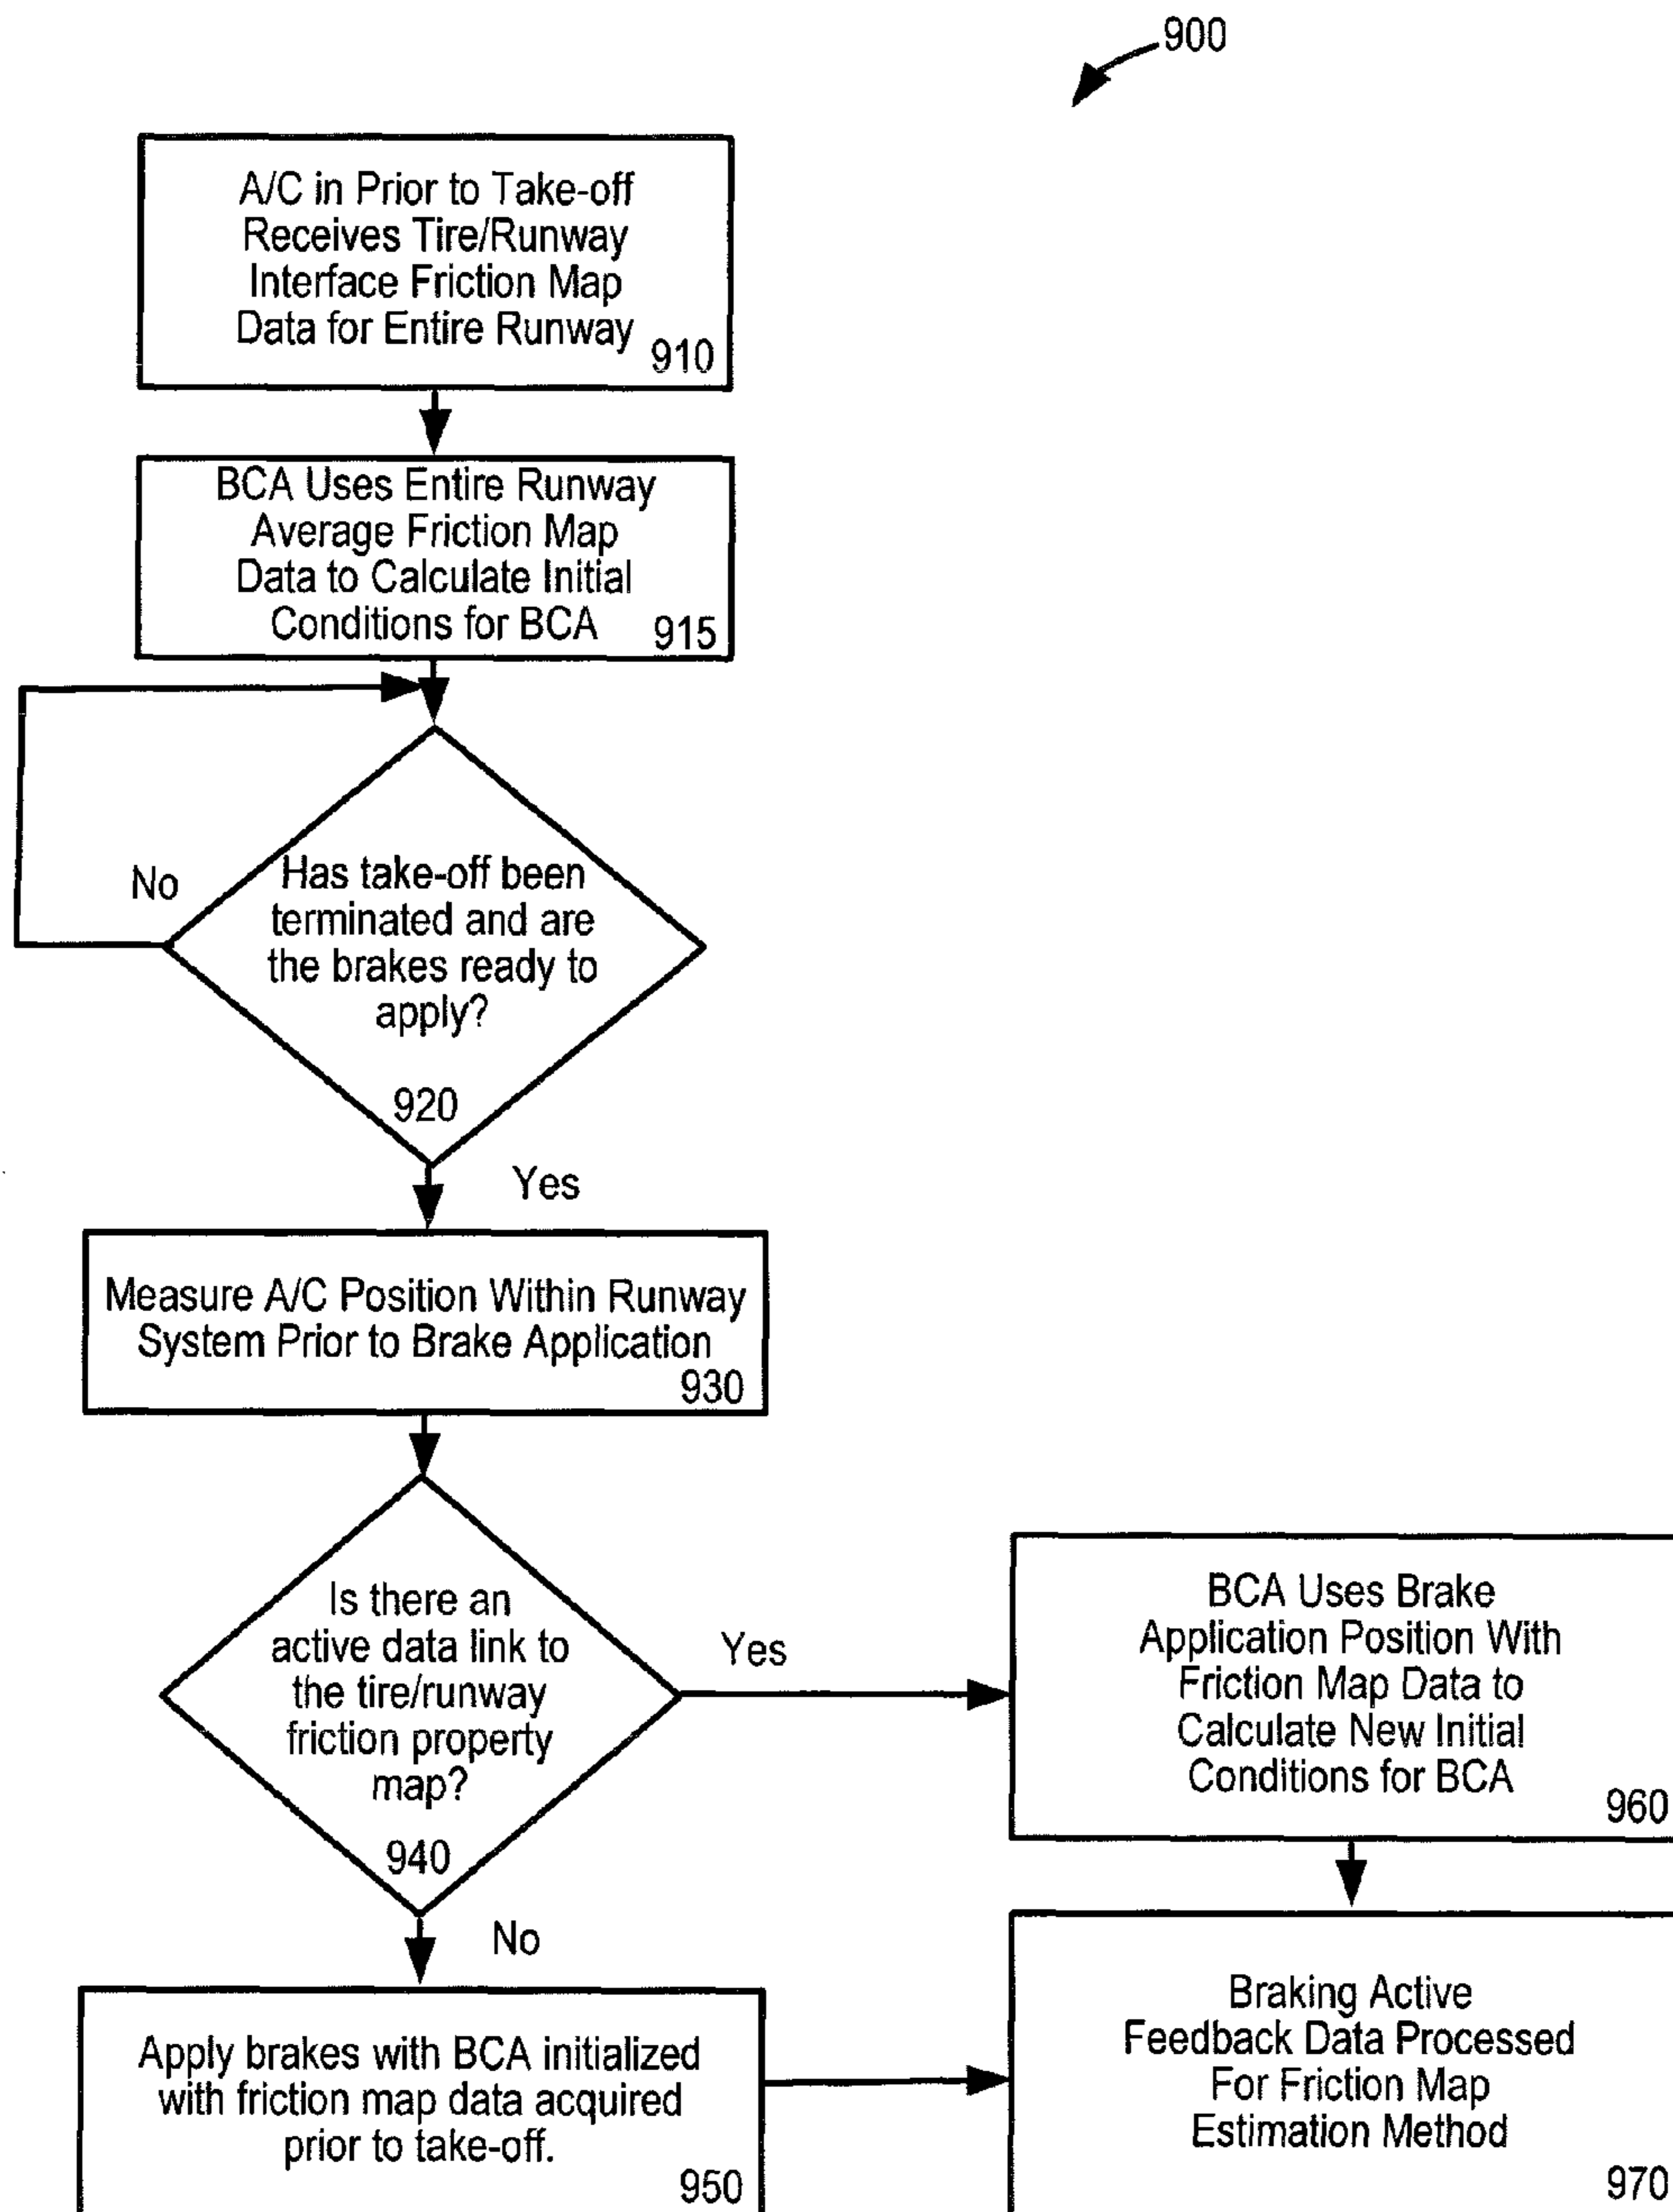 900
A/C in Prior to Take-off
Receives Tire/Runway
Interface Friction Map
Data for Entire Runway
910
BCA Uses Entire Runway
Average Friction Map
Data to Calculate Initial
Conditions for BCA
915
No
Has take-off been
terminated and are
the brakes ready to
apply?
920
Yes
Measure A/C Position Within Runway
System Prior to Brake Application
930
Is there an
active data link to
the tire/runway
friction property
map?
940
Yes
No
BCA Uses Brake
Application Position With
Friction Map Data to
Calculate New Initial
Conditions for BCA
960
Apply brakes with BCA initialized
with friction map data acquired
prior to take-off.
950
Braking Active
Feedback Data Processed
For Friction Map
Estimation Method
970